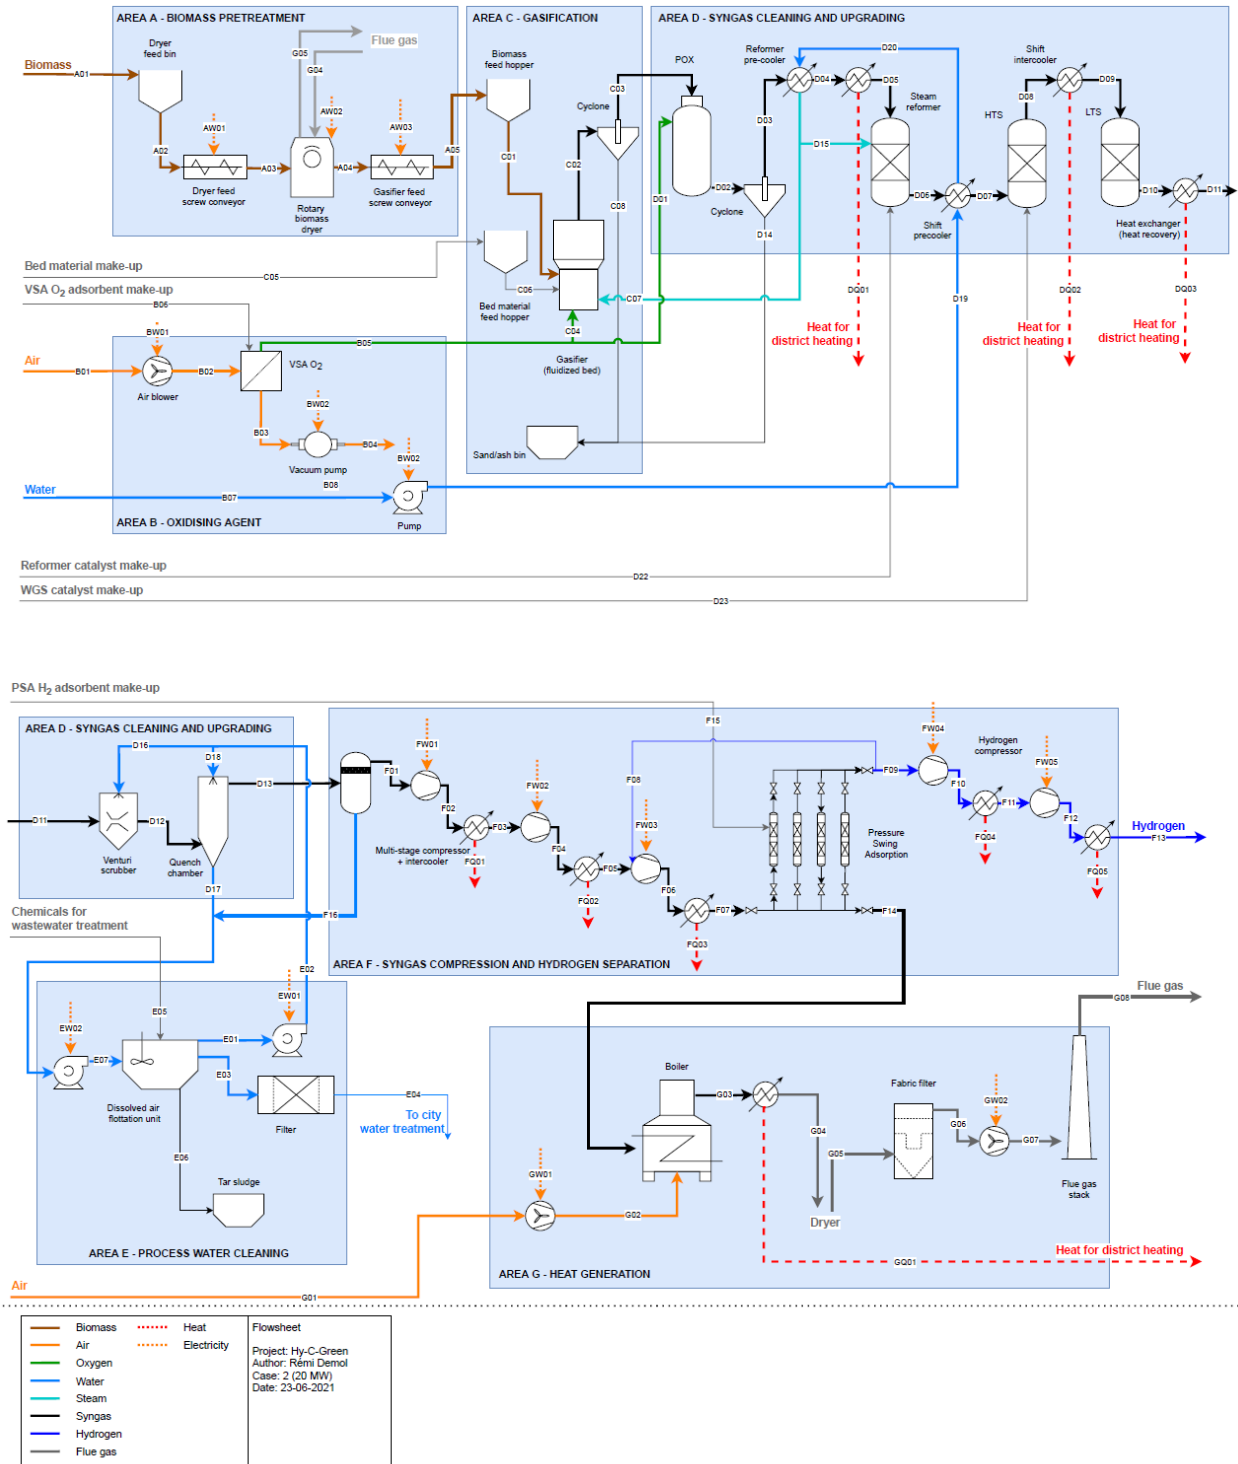 AREA A - BIOMASS PRETREATMENT
AREA C - GASIFICATION
AREA D - SYNGAS CLEANING AND UPGRADING
Dryer
feed bin
Flue gas
G05
G04
Biomass
A01
A02
AW01
AW02
AW03
A03
A04
A05
Dryer feed
screw conveyor
Rotary
biomass
dryer
Gasifier feed
screw conveyor
Biomass
feed hopper
Cyclone
C03
C01
C02
C08
POX
D01
D02
Cyclone
D03
D14
Reformer
pre-cooler
D20
D04
D05
Steam
reformer
D15
D06
Shift
precooler
D07
HTS
D08
Shift
intercooler
D09
LTS
D10
D11
Heat exchanger
(heat recovery)
Bed material make-up
C05
C06
Bed material
feed hopper
C07
C04
Gasifier
(fluidized bed)
Sand/ash bin
D19
DQ01
DQ02
DQ03
Heat for
district heating
Heat for
district heating
Heat for
district heating
VSA O2 adsorbent make-up
B06
BW01
Air
B01
B02
Air blower
VSA O2
B05
B03
BW02
B04
Vacuum pump
BW02
B08
Water
B07
Pump
AREA B - OXIDISING AGENT
Reformer catalyst make-up
D22
WGS catalyst make-up
D23
PSA H2 adsorbent make-up
F15
AREA D - SYNGAS CLEANING AND UPGRADING
D16
D18
D13
D11
D12
Venturi
scrubber
Quench
chamber
D17
F16
F01
FW01
F02
F03
FW02
Multi-stage compressor
+ intercooler
FQ01
F04
F05
FQ02
F08
FW03
F06
F07
FQ03
Pressure
Swing
Adsorption
F14
F09
FW04
Hydrogen
compressor
F10
F11
FW05
FQ04
F12
FQ05
Hydrogen
F13
AREA F - SYNGAS COMPRESSION AND HYDROGEN SEPARATION
Chemicals for
wastewater treatment
E02
EW01
EW02
E05
E07
E01
E03
E04
Dissolved air
flottation unit
Filter
To city
water treatment
E06
Tar sludge
AREA E - PROCESS WATER CLEANING
Flue gas
G08
Boiler
G03
G04
G05
Dryer
Fabric filter
G06
GW02
G07
Flue gas
stack
GW01
G02
GQ01
Heat for district heating
AREA G - HEAT GENERATION
Air
G01
Biomass
Air
Oxygen
Water
Steam
Syngas
Hydrogen
Flue gas
Heat
Electricity
Flowsheet
Project: Hy-C-Green
Author: Rémi Demol
Case: 2 (20 MW)
Date: 23-06-2021